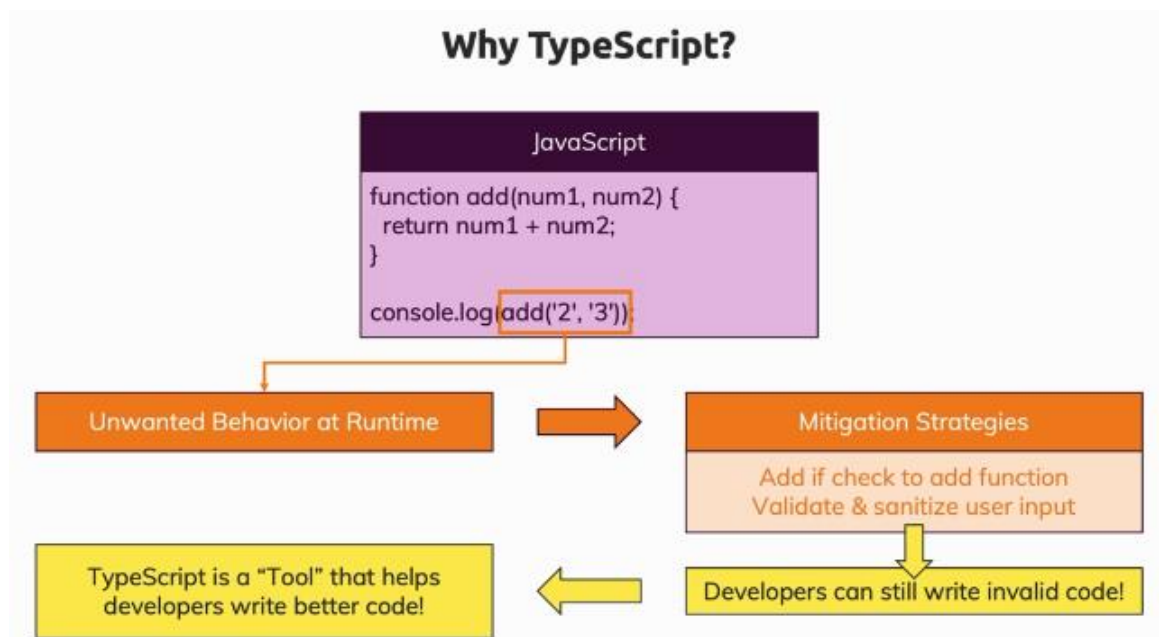 Why TypeScript?
JavaScript
function add(num1, num2) {
return num1 + num2;
}
console.log(add('2', '3'));
Unwanted Behavior at Runtime
Mitigation Strategies
Add if check to add function
Validate & sanitize user input
Developers can still write invalid code!
TypeScript is a “Tool” that helps
developers write better code!